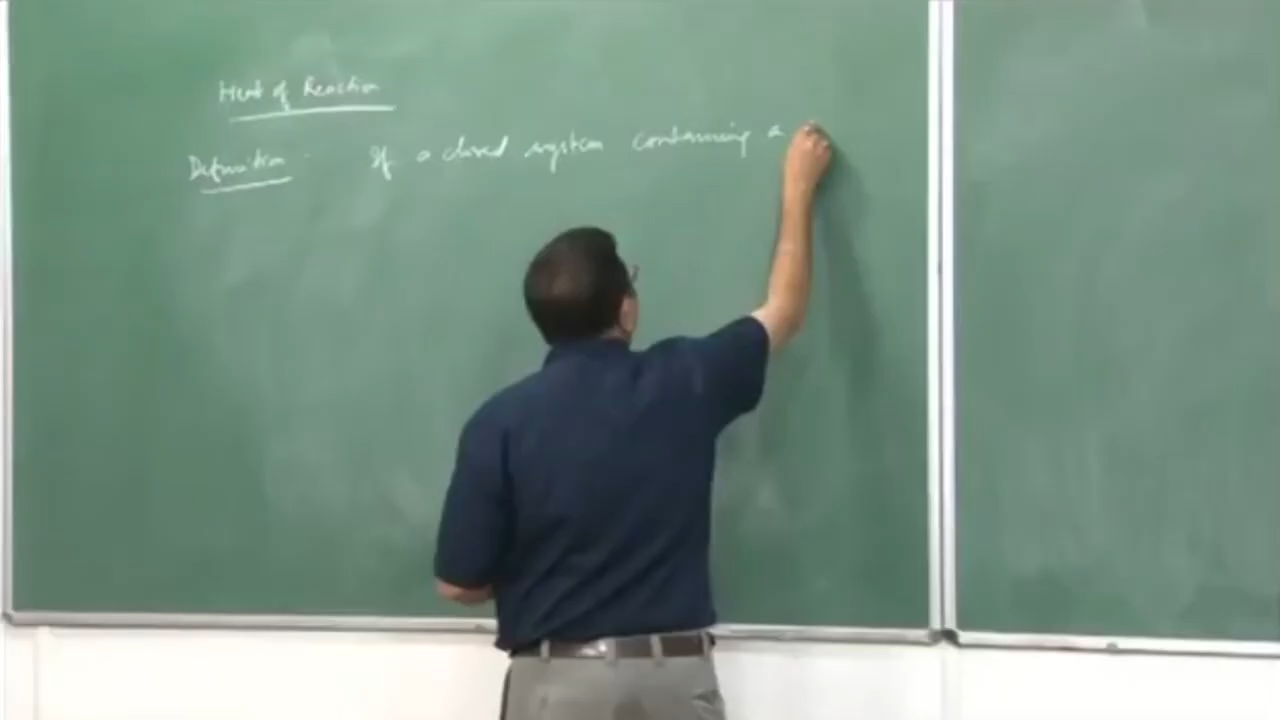 Heat of Reaction
Definition - If a closed system containing a